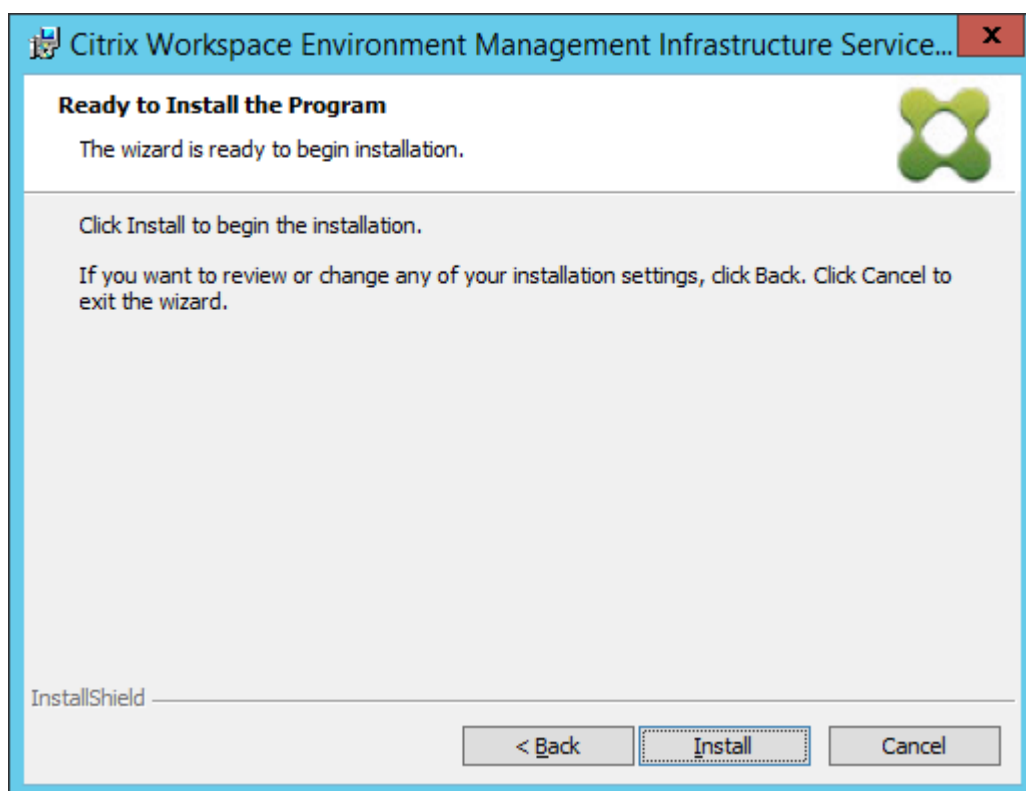 Citrix Workspace Environment Management Infrastructure Service...
x
Ready to Install the Program
The wizard is ready to begin installation.
Click Install to begin the installation.
If you want to review or change any of your installation settings, click Back. Click Cancel to
exit the wizard.
InstallShield
< Back Install Cancel